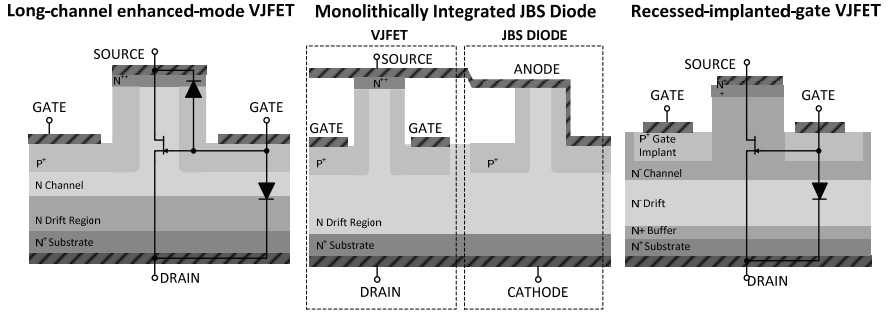 Long-channel enhanced-mode VJFET
SOURCE
N++
GATE
GATE
P+
N Channel
N Drift Region
N+ Substrate
DRAIN
Monolithically Integrated JBS Diode
VJFET
JBS DIODE
SOURCE
ANODE
N++
GATE
GATE
P+
N Drift Region
N+ Substrate
DRAIN
CATHODE
Recessed-implanted-gate VJFET
SOURCE
GATE
GATE
P+ Gate
Implant
N- Channel
N- Drift
N+ Buffer
N+ Substrate
DRAIN